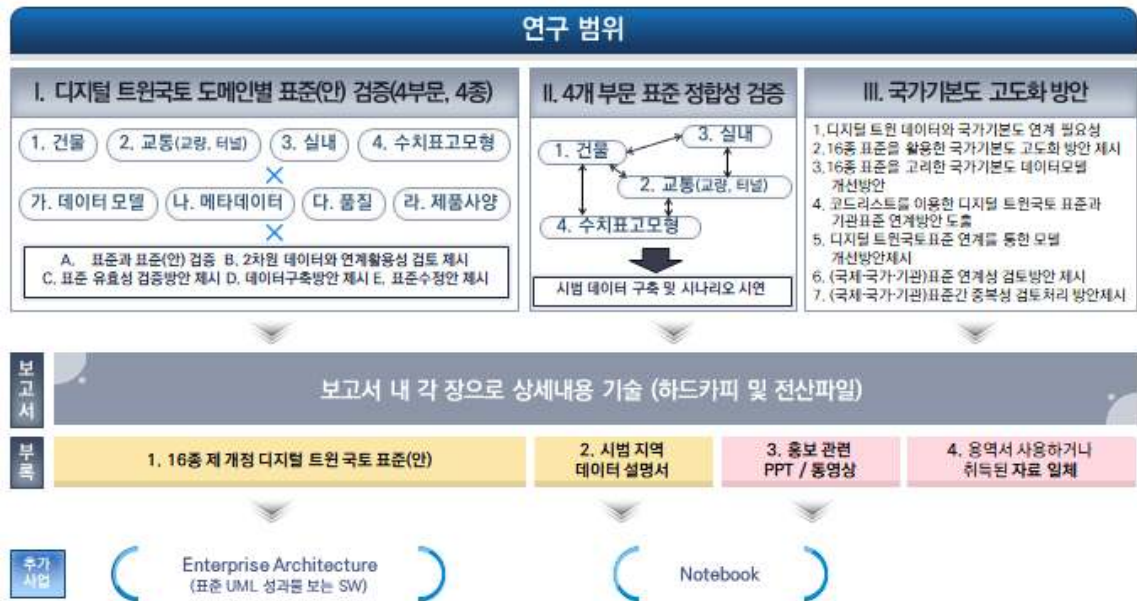 연구 범위
I. 디지털 트윈국토 도메인별 표준(안) 검증(4부문, 4종)
1. 건물
2. 교통(교량, 터널)
3. 실내
4. 수치표고모형
가. 데이터 모델
나. 메타데이터
다. 품질
라. 제품사양
A. 표준과 표준(안) 검증 B. 2차원 데이터와 연계활용성 검토 제시
C. 표준 유효성 검증방안 제시 D. 데이터구축방안 제시 E. 표준수정안 제시
II. 4개 부문 표준 정합성 검증
3. 실내
1. 건물
2. 교통(교량, 터널)
4. 수치표고모형
시범 데이터 구축 및 시나리오 시연
III. 국가기본도 고도화 방안
1.디지털 트윈 데이터와 국가기본도 연계 필요성
2.16종 표준을 활용한 국가기본도 고도화 방안 제시
3.16종 표준을 고리한 국가기본도 데이터모델
개선방안
4. 코드리스트를 이용한 디지털 트윈국토 표준과
기관표준 연계방안 도출
5. 디지털 트윈국토표준 연계를 통한 모델
개선방안제시
6. (국제·국가·기관)표준 연계성 검토방안 제시
7. (국제·국가·기관)표준간 중복성 검토처리 방안제시
보고서
보고서 내 각 장으로 상세내용 기술 (하드카피 및 전산파일)
부록
1. 16종 제 개정 디지털 트윈 국토 표준(안)
2. 시범 지역
데이터 설명서
3. 홍보 관련
PPT / 동영상
4. 용역서 사용하거나
취득된 자료 일체
추가
사업
Enterprise Architecture
(표준 UML 성과물 보는 SW)
Notebook